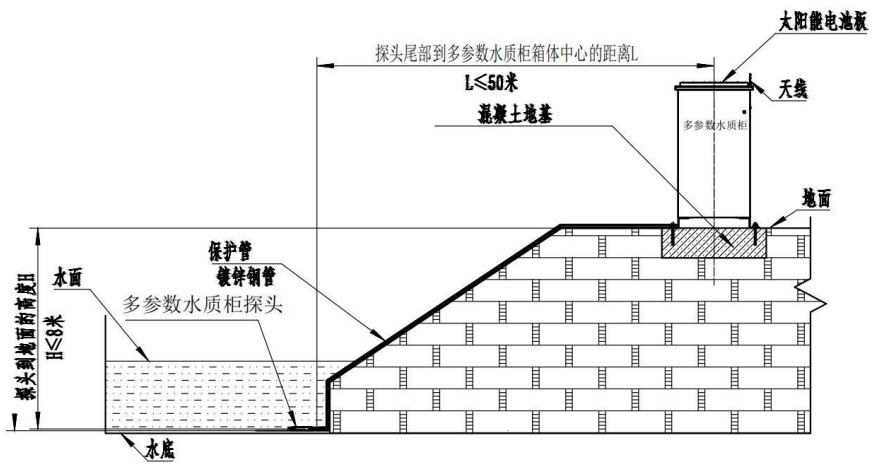 太阳能电池板
探头尾部到多参数水质柜箱体中心的距离L
L≤50米
天线
混凝土地基
多参数水质柜
地面
保护管
镀锌钢管
水面
多参数水质柜探头
探头到地面的高度H
H≤8米
水底